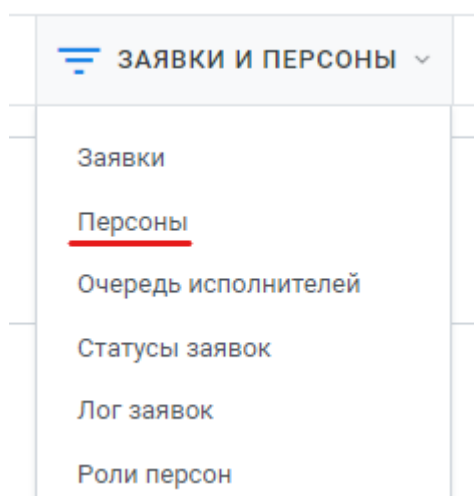 ЗАЯВКИ И ПЕРСОНЫ
Заявки
Персоны
Очередь исполнителей
Статусы заявок
Лог заявок
Роли персон